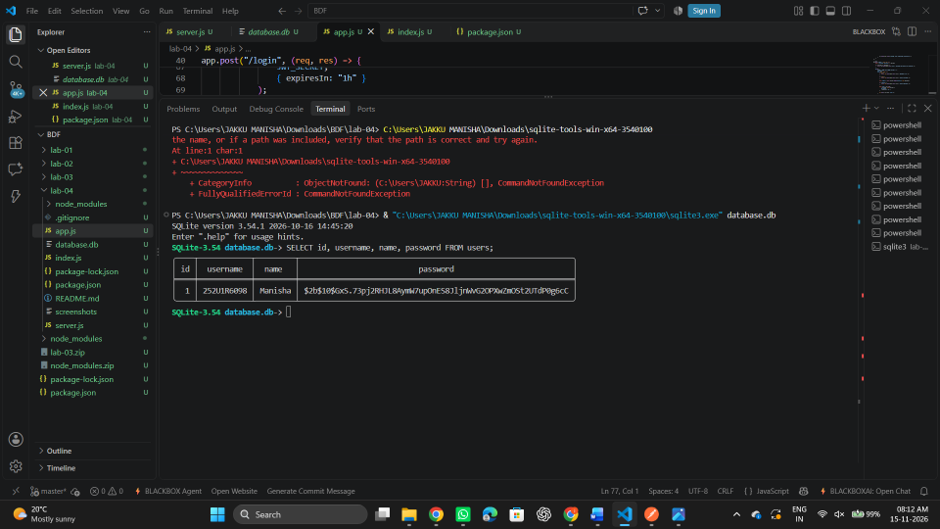 File Edit Selection View Go Run Terminal Help
BDF
Sign In
Explorer
Open Editors
server.js lab-04 U
database.db lab-04
app.js lab-04 U
index.js lab-04 U
package.json lab-04 U
BDF
lab-01
lab-02
lab-03
lab-04
node_modules
.gitignore U
app.js U
database.db U
index.js U
package-lock.json U
package.json U
README.md U
screenshots U
server.js U
node_modules
lab-03.zip U
node_modules.zip U
package-lock.json U
package.json U
Outline
Timeline
server.js U database.db U app.js U index.js U package.json U
BLACKBOX
lab-04 > app.js > ...
40 app.post("/login", (req, res) => {
68 { expiresIn: "1h" }
69 );
Problems Output Debug Console Terminal Ports
PS C:\Users\JAKKU MANISHA\Downloads\BDF\lab-04> C:\Users\JAKKU MANISHA\Downloads\sqlite-tools-win-x64-3540100
the name, or if a path was included, verify that the path is correct and try again.
At line:1 char:1
+ C:\Users\JAKKU MANISHA\Downloads\sqlite-tools-win-x64-3540100
+ ~~~~~~~~~~~~~~
+ CategoryInfo : ObjectNotFound: (C:\Users\JAKKU:String) [], CommandNotFoundException
+ FullyQualifiedErrorId : CommandNotFoundException
PS C:\Users\JAKKU MANISHA\Downloads\BDF\lab-04> & "C:\Users\JAKKU MANISHA\Downloads\sqlite-tools-win-x64-3540100\sqlite3.exe" database.db
SQLite version 3.54.1 2026-10-16 14:45:20
Enter ".help" for usage hints.
SQLite-3.54 database.db-> SELECT id, username, name, password FROM users;
id username name password
1 252U1R6098 Manisha
SQLite-3.54 database.db->
powershell
powershell
powershell
powershell
powershell
powershell
powershell
powershell
powershell
sqlite3 lab-...
master* 0 0 BLACKBOX Agent Open Website Generate Commit Message
Ln 77, Col 1 Spaces: 4 UTF-8 CRLF { } JavaScript BLACKBOXAI: Open Chat
20°C
Mostly sunny
Search
ENG
IN
99%
08:12 AM
15-11-2026